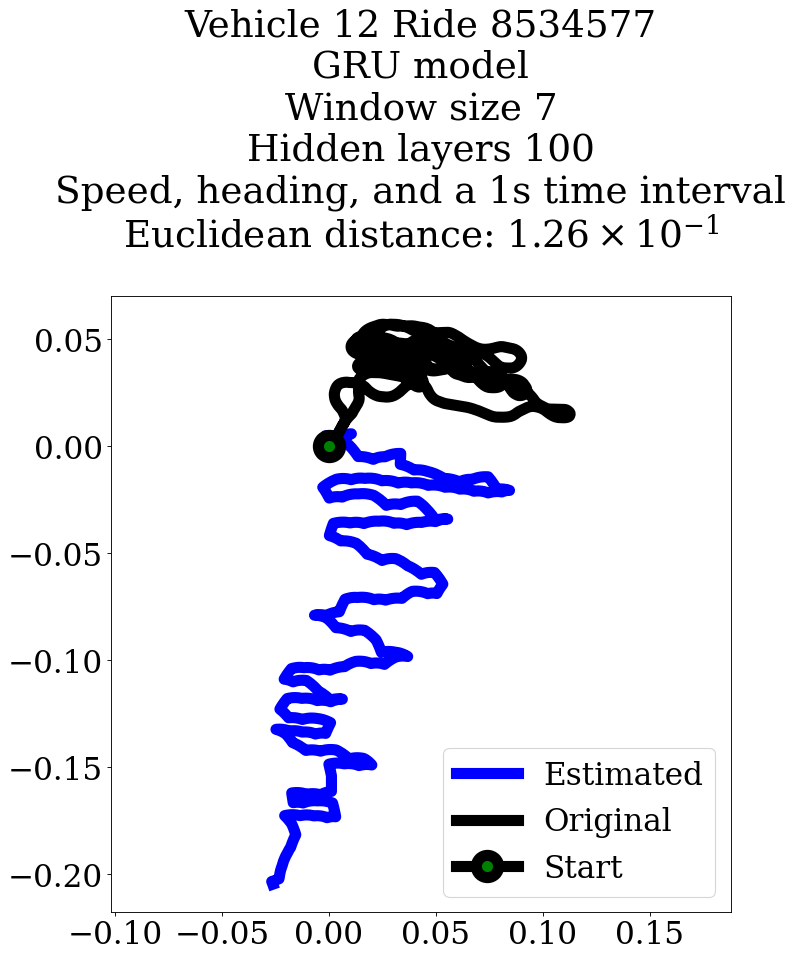 Vehicle 12 Ride 8534577
GRU model
Window size 7
Hidden layers 100
Speed, heading, and a 1s time interval
Euclidean distance: 1.26 × 10⁻¹
0.05
0.00
−0.05
−0.10
−0.15
−0.20
Estimated
Original
Start
−0.10 −0.05 0.00 0.05 0.10 0.15